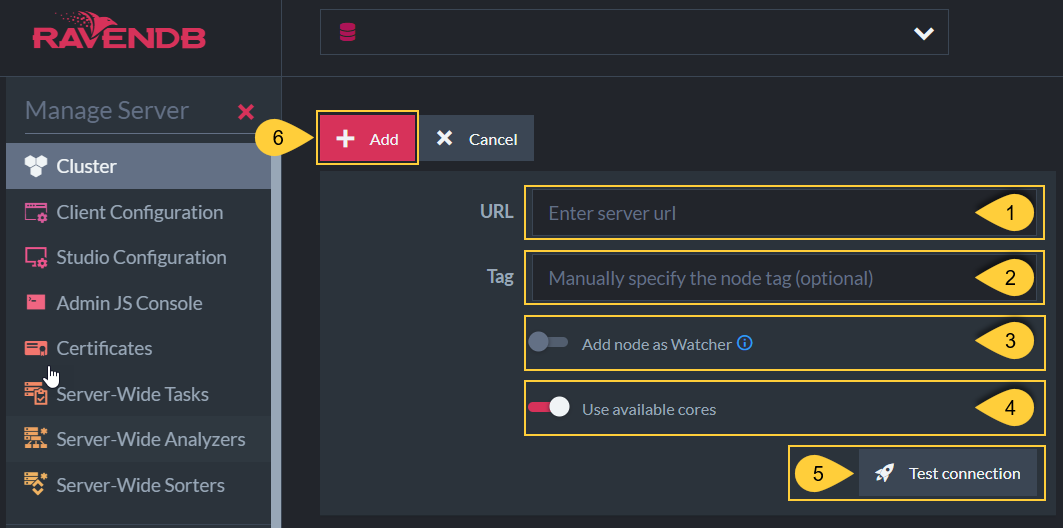 RAVENDB
Manage Server
Cluster
Client Configuration
Studio Configuration
Admin JS Console
Certificates
Server-Wide Tasks
Server-Wide Analyzers
Server-Wide Sorters
6
Add
Cancel
URL
Enter server url
1
Tag
Manually specify the node tag (optional)
2
Add node as Watcher
3
Use available cores
4
5
Test connection